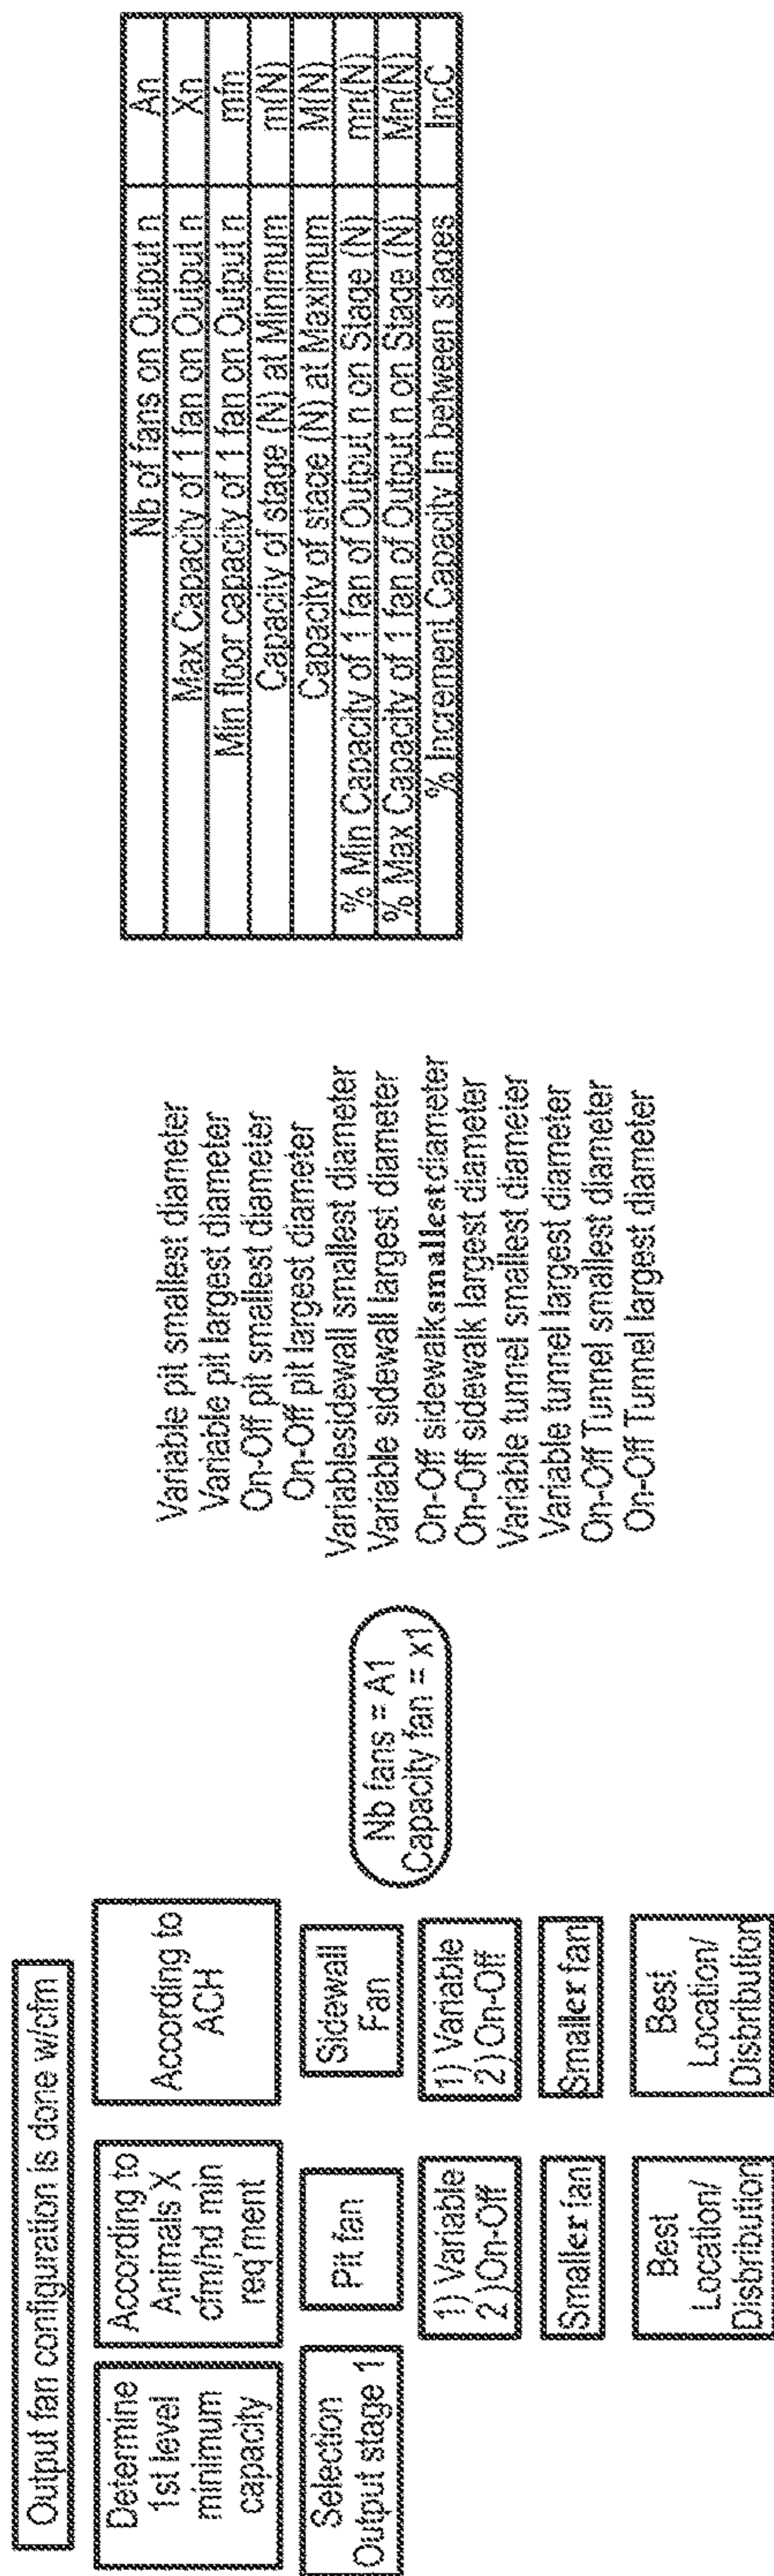 Output fan configuration is done w/cfm
Determine
1st level
minimum
capacity
According to
Animals X
cfm/hd min
req'ment
According to
ACH
Selection
Output stage 1
Pit fan
Sidewall
Fan
1) Variable
2 )On-Off
1) Variable
2) On-Off
Smaller fan
Smaller fan
Best
Location/
Disbribution
Best
Location/
Disbribution
Nb fans = A1
Capacity fan = x1
Variable pit smallest diameter
Variable pit largest diameter
On-Off pit smallest diameter
On-Off pit largest diameter
Variablesidewall smallest diameter
Variable sidewall largest diameter
On-Off sidewalksmallestdiameter
On-Off sidewalk largest diameter
Variable tunnel smallest diameter
Variable tunnel largest diameter
On-Off Tunnel smallest diameter
On-Off Tunnel largest diameter
Nb of fans on Output n An
Max Capacity of 1 fan on Output n Xn
Min floor capacity of 1 fan on Output n min
Capacity of stage (N) at Minimum m(N)
Capacity of stage (N) at Maximum M(N)
% Min Capacity of 1 fan of Output n on Stage (N) mn(N)
% Max Capacity of 1 fan of Output n on Stage (N) Mn(N)
% Increment Capacity In between stages IncC